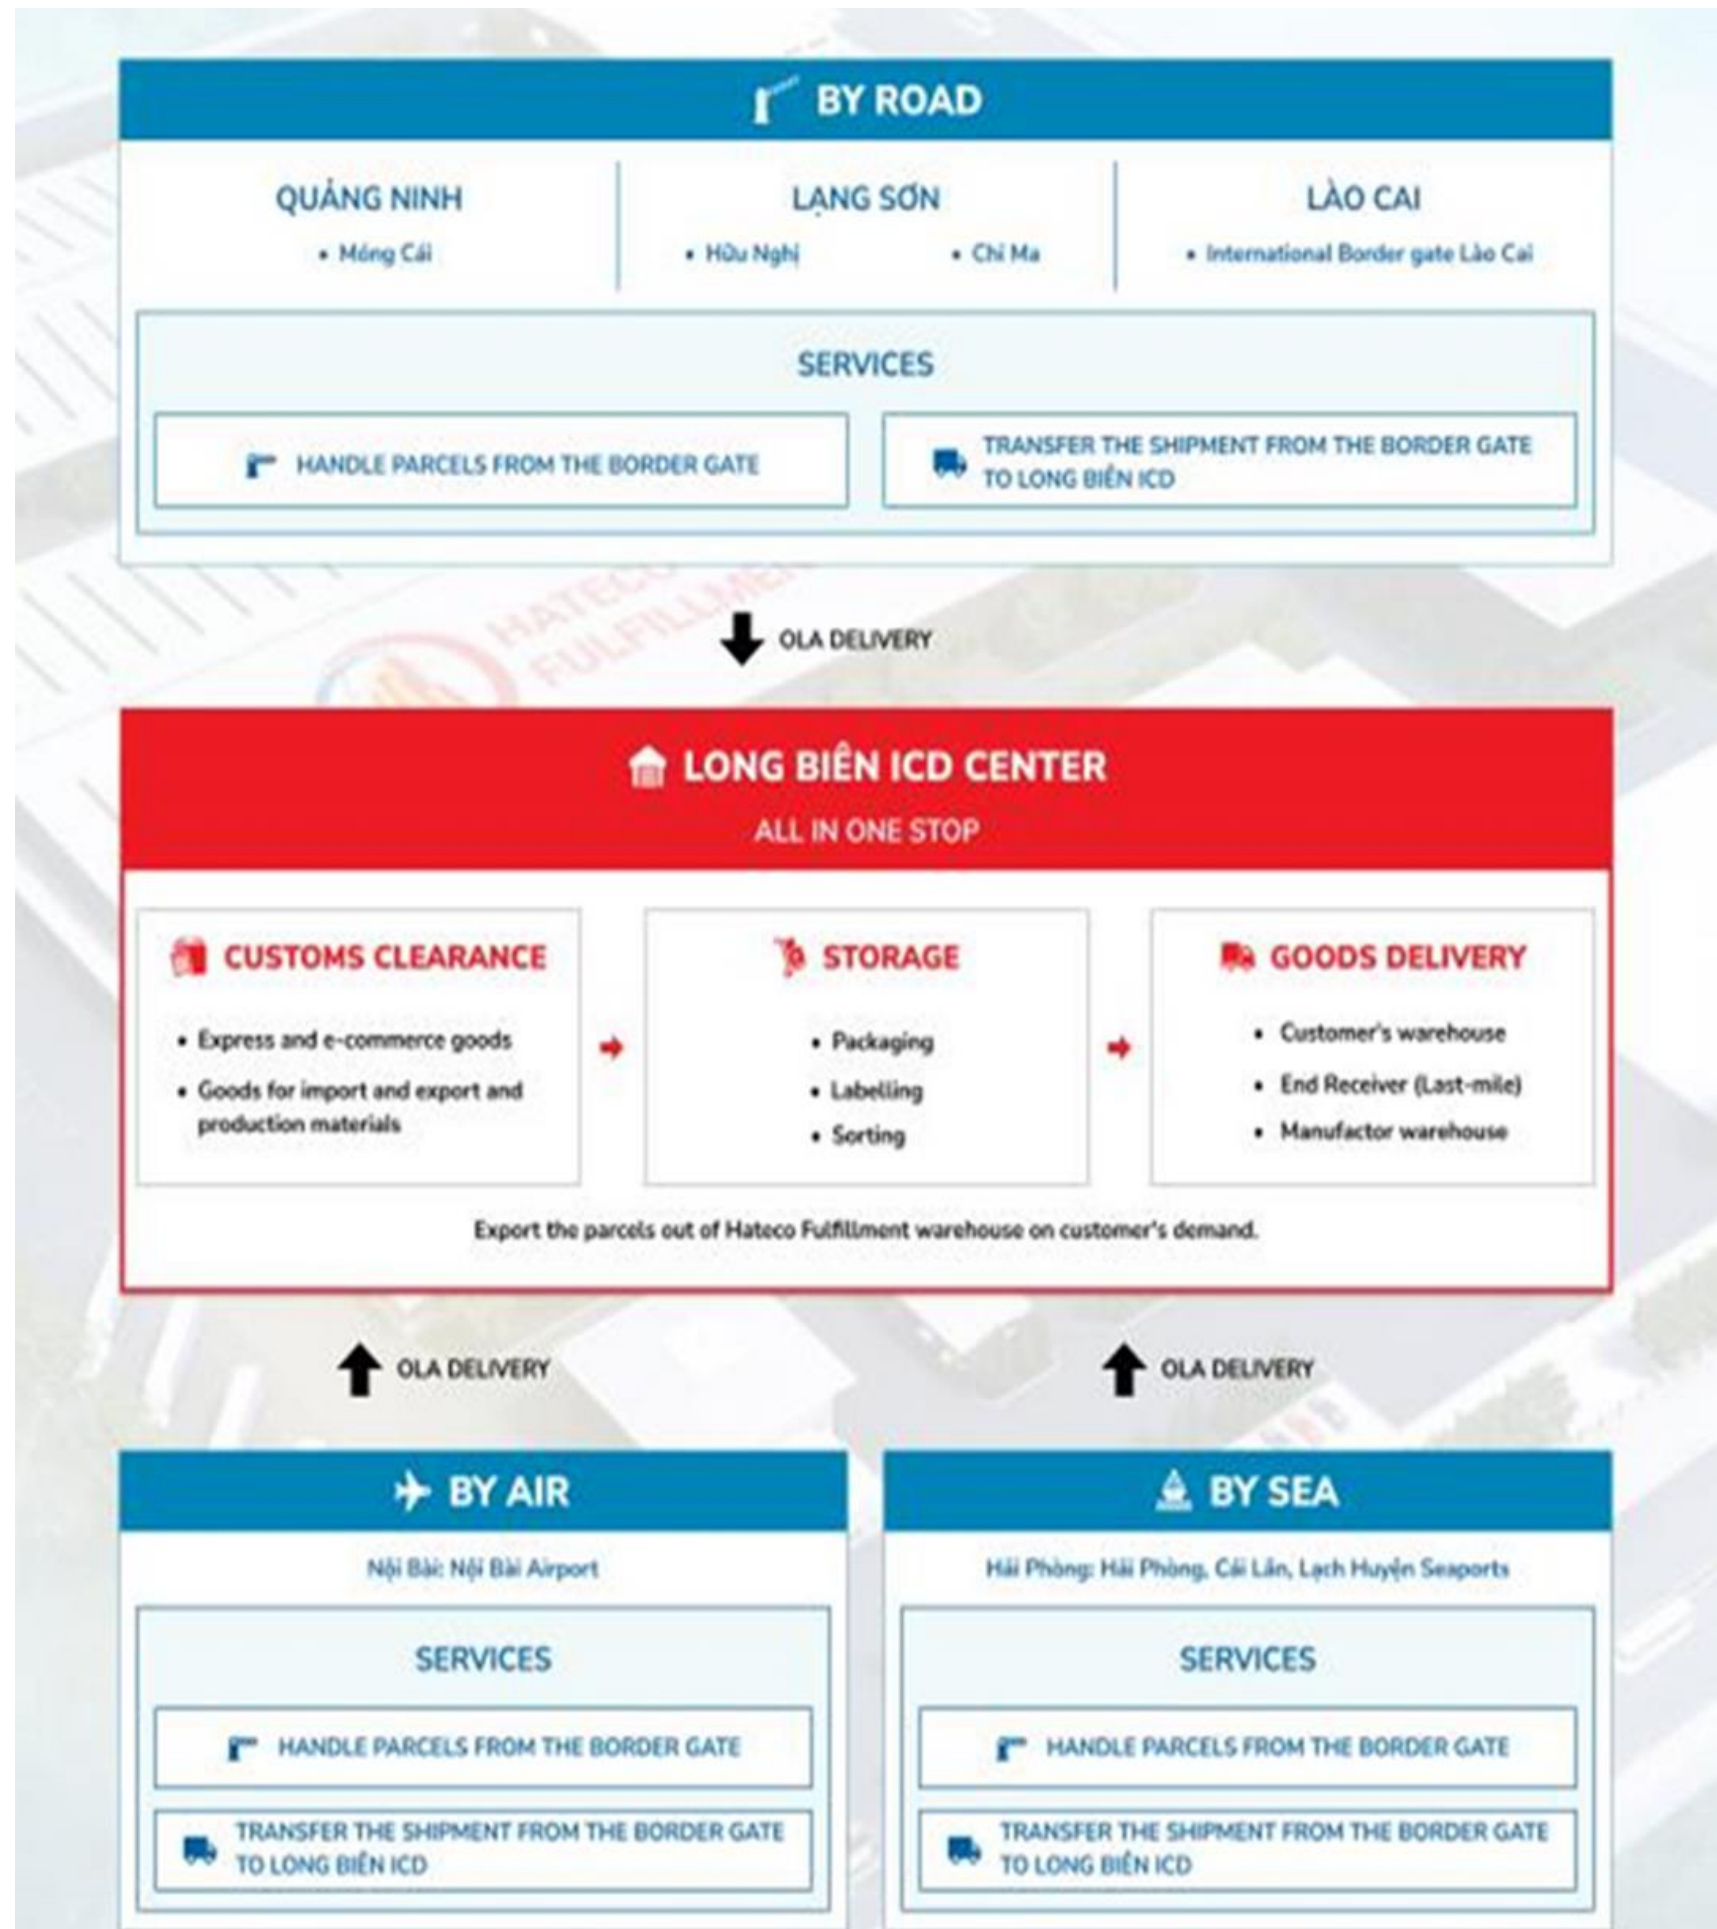 BY ROAD
QUẢNG NINH
LẠNG SƠN
LÀO CAI
• Móng Cái
• Hữu Nghị
• Chi Ma
• International Border gate Lào Cai
SERVICES
HANDLE PARCELS FROM THE BORDER GATE
TRANSFER THE SHIPMENT FROM THE BORDER GATE
TO LONG BIÊN ICD
HATECO
FULFILLMENT
OLA DELIVERY
LONG BIÊN ICD CENTER
ALL IN ONE STOP
CUSTOMS CLEARANCE
• Express and e-commerce goods
• Goods for import and export and
production materials
STORAGE
• Packaging
• Labelling
• Sorting
GOODS DELIVERY
• Customer's warehouse
• End Receiver (Last-mile)
• Manufactor warehouse
Export the parcels out of Hateco Fulfillment warehouse on customer's demand.
OLA DELIVERY
OLA DELIVERY
BY AIR
Nội Bài: Nội Bài Airport
SERVICES
HANDLE PARCELS FROM THE BORDER GATE
TRANSFER THE SHIPMENT FROM THE BORDER GATE
TO LONG BIÊN ICD
BY SEA
Hải Phòng: Hải Phòng, Cái Lân, Lạch Huyện Seaports
SERVICES
HANDLE PARCELS FROM THE BORDER GATE
TRANSFER THE SHIPMENT FROM THE BORDER GATE
TO LONG BIÊN ICD